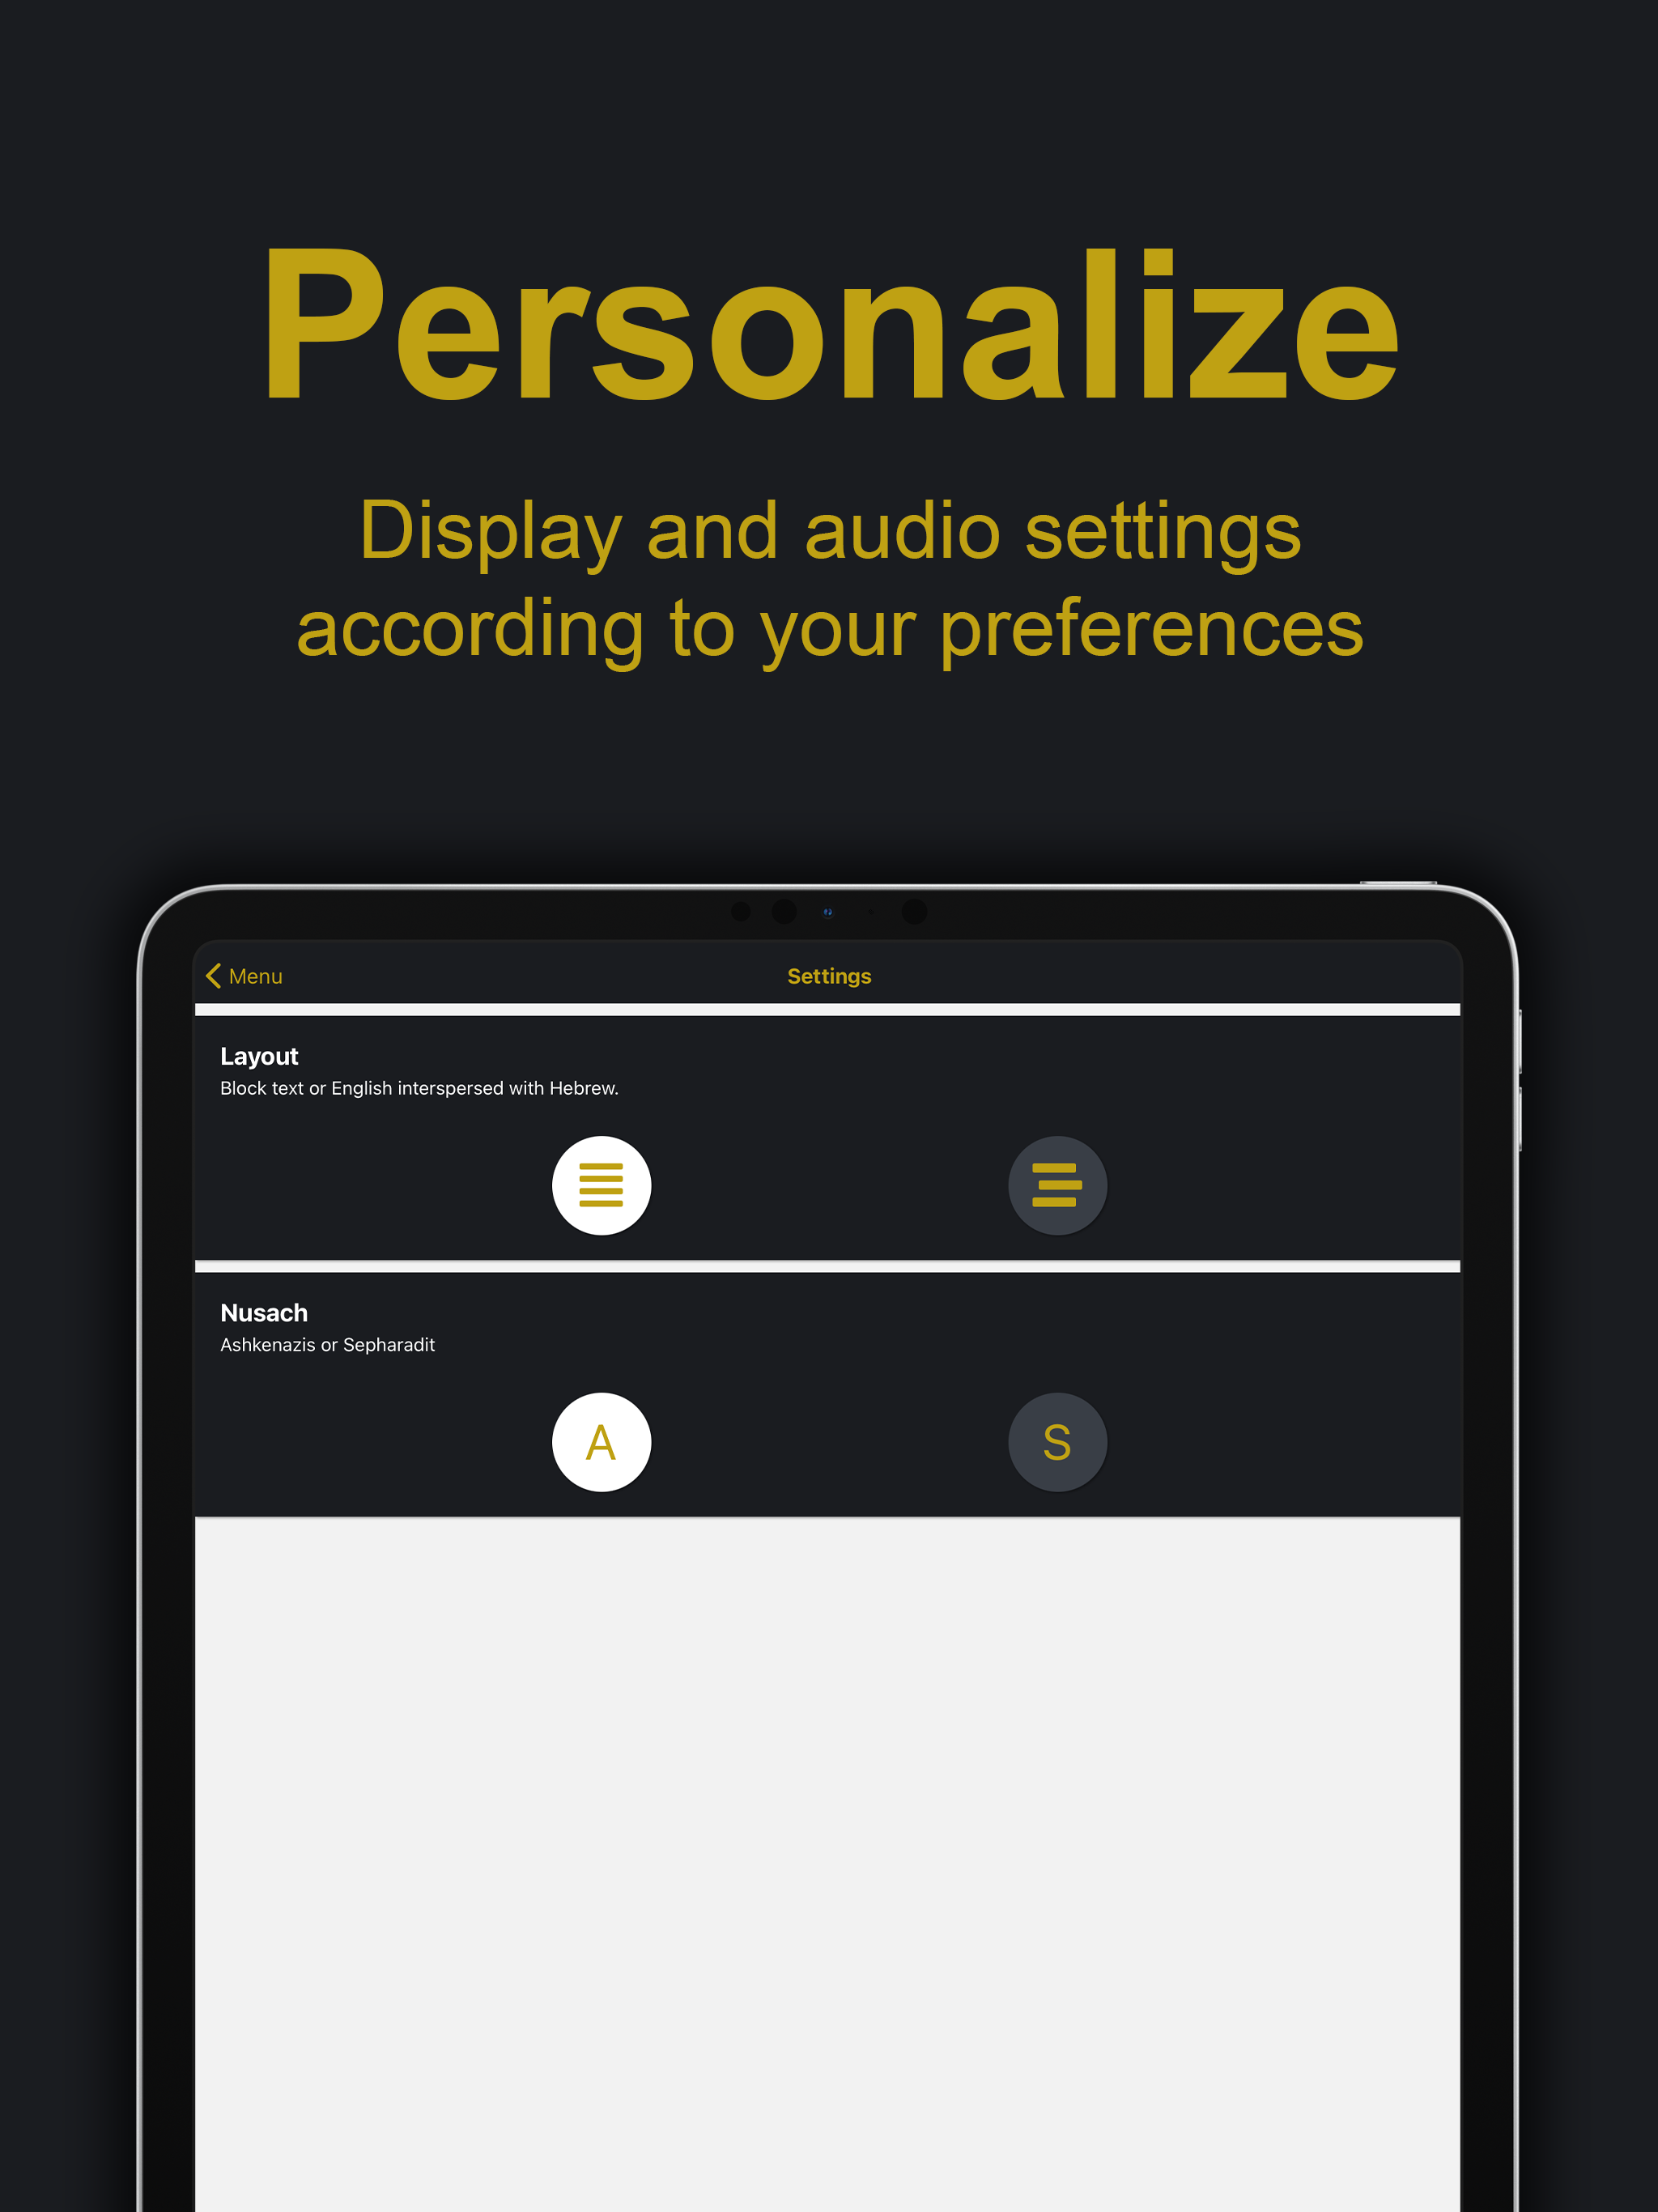 Personalize
Display and audio settings
according to your preferences
Menu
Settings
Layout
Block text or English interspersed with Hebrew.
Nusach
Ashkenazis or Sepharadit
A
S